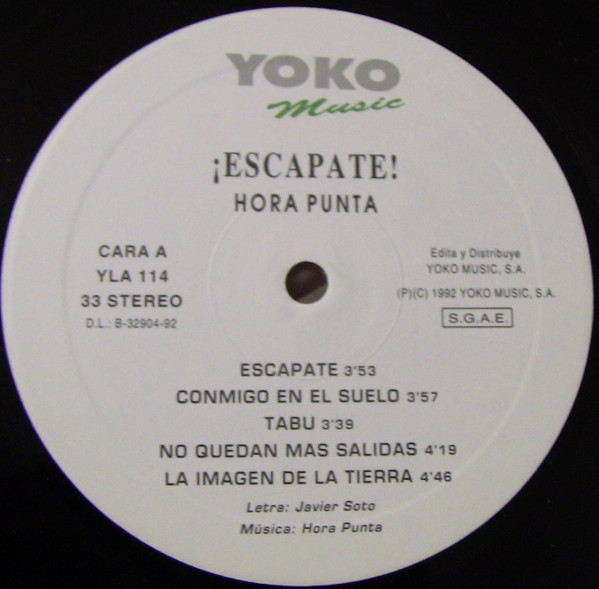 YOKO
Music
¡ESCAPATE!
HORA PUNTA
CARA A
YLA 114
33 STEREO
D.L.: B-32904-92
Edita y Distribuye
YOKO MUSIC, S.A.
(P)(C) 1992 YOKO MUSIC, S.A.
S.G.A.E.
ESCAPATE 3'53
CONMIGO EN EL SUELO 3'57
TABU 3'39
NO QUEDAN MAS SALIDAS 4'19
LA IMAGEN DE LA TIERRA 4'46
Letra: Javier Soto
Música: Hora Punta